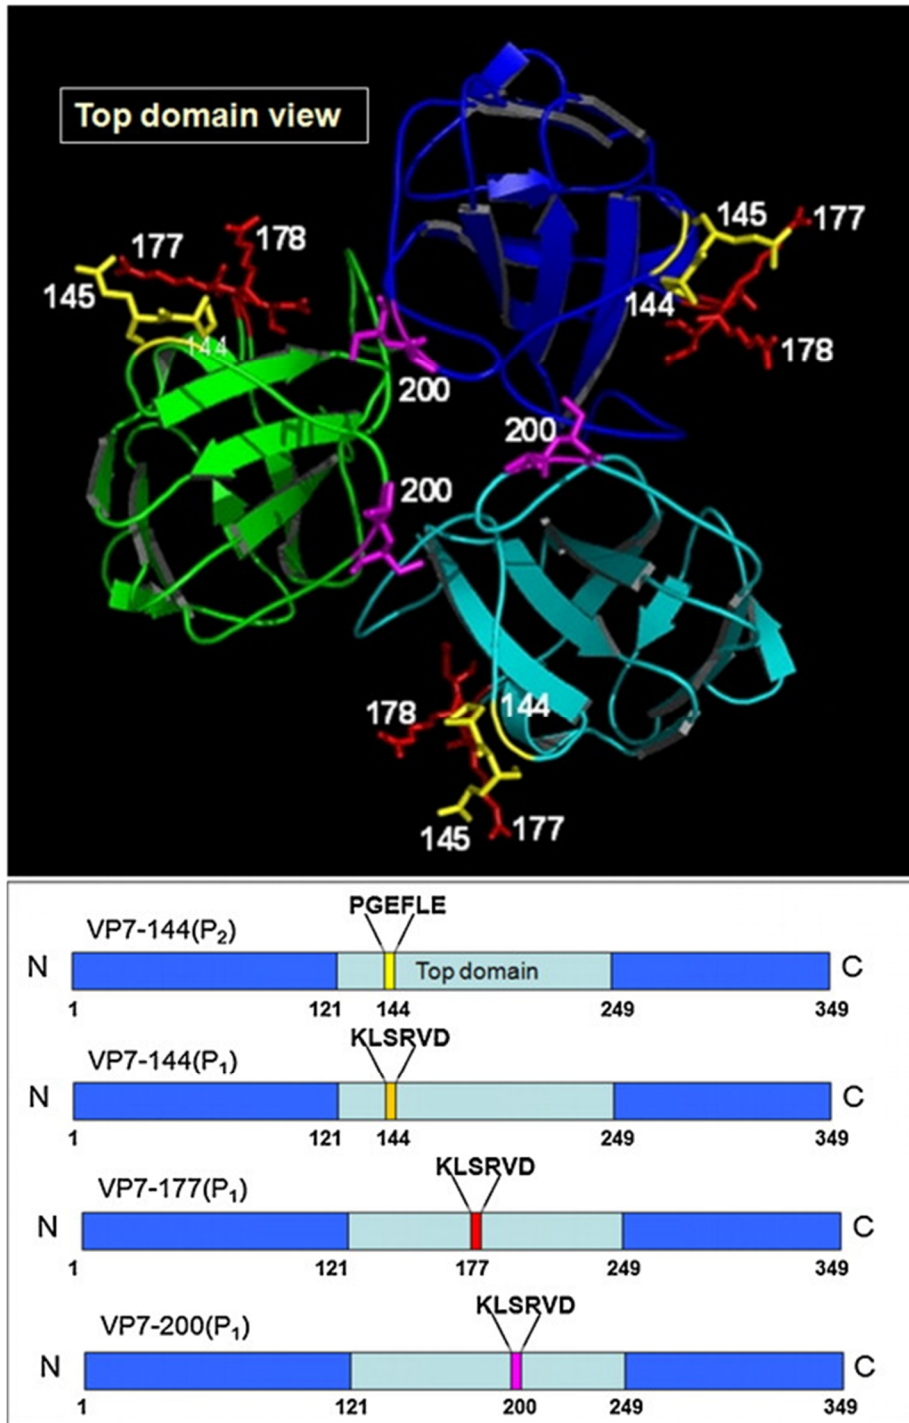 Top domain view
145 177
177 178
145
144
144
178
200
200
200
178 144
145 177
PGEFLE
VP7-144(P₂)
N Top domain C
1 121 144 249 349
KLSRVD
VP7-144(P₁)
N C
1 121 144 249 349
KLSRVD
VP7-177(P₁)
N C
1 121 177 249 349
KLSRVD
VP7-200(P₁)
N C
1 121 200 249 349